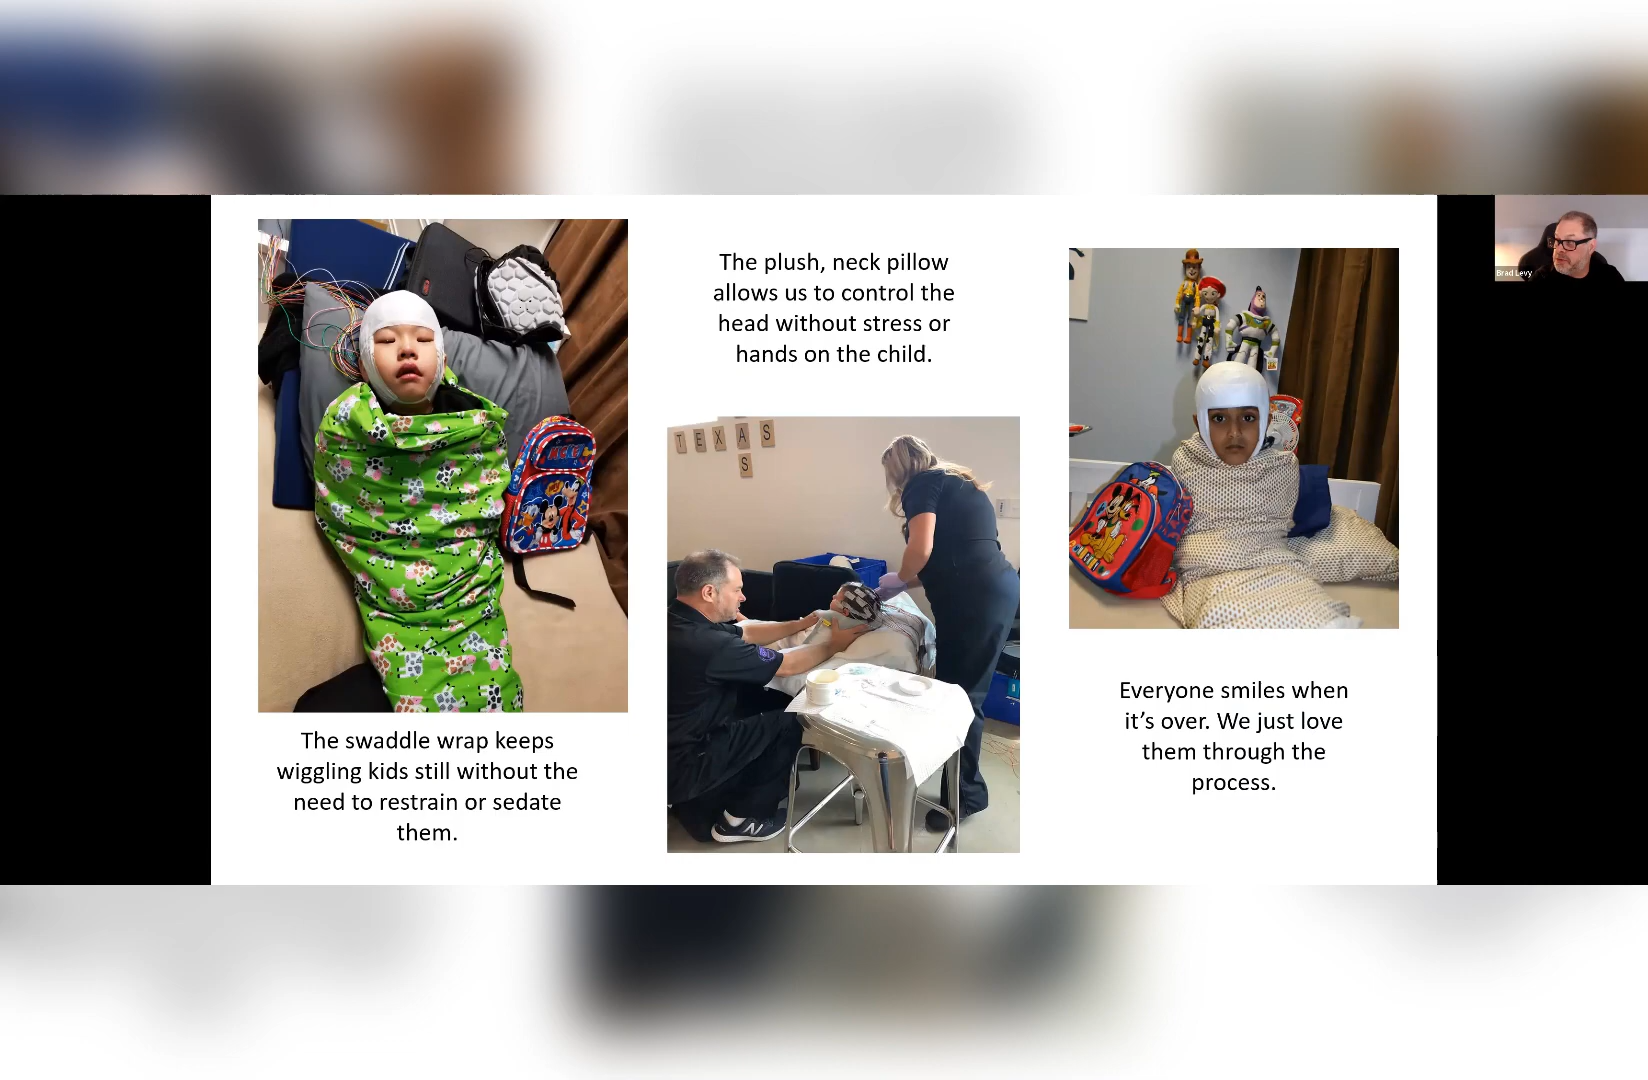 The plush, neck pillow
allows us to control the
head without stress or
hands on the child.
Brad Levy
TEXAS
S
The swaddle wrap keeps
wiggling kids still without the
need to restrain or sedate
them.
Everyone smiles when
it’s over. We just love
them through the
process.